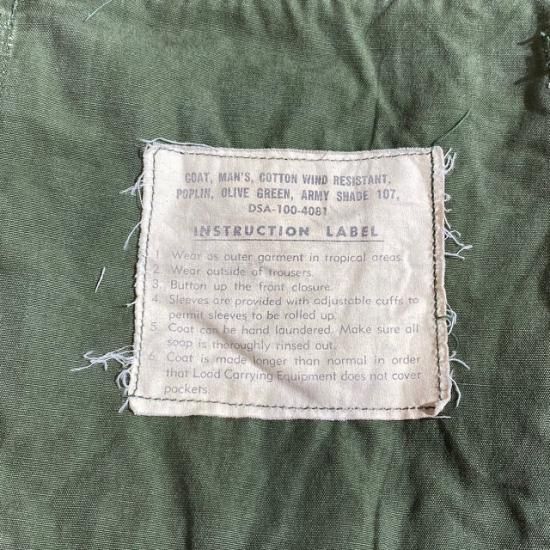 COAT, MAN'S, COTTON WIND RESISTANT,
POPLIN, OLIVE GREEN, ARMY SHADE 107,
DSA-100-4081
INSTRUCTION LABEL
1. Wear as outer garment in tropical areas.
2. Wear outside of trousers.
3. Button up the front closure.
4. Sleeves are provided with adjustable cuffs to
permit sleeves to be rolled up.
5. Coat can be hand laundered. Make sure all
soap is thoroughly rinsed out.
6. Coat is made longer than normal in order
that Load Carrying Equipment does not cover
pockets.